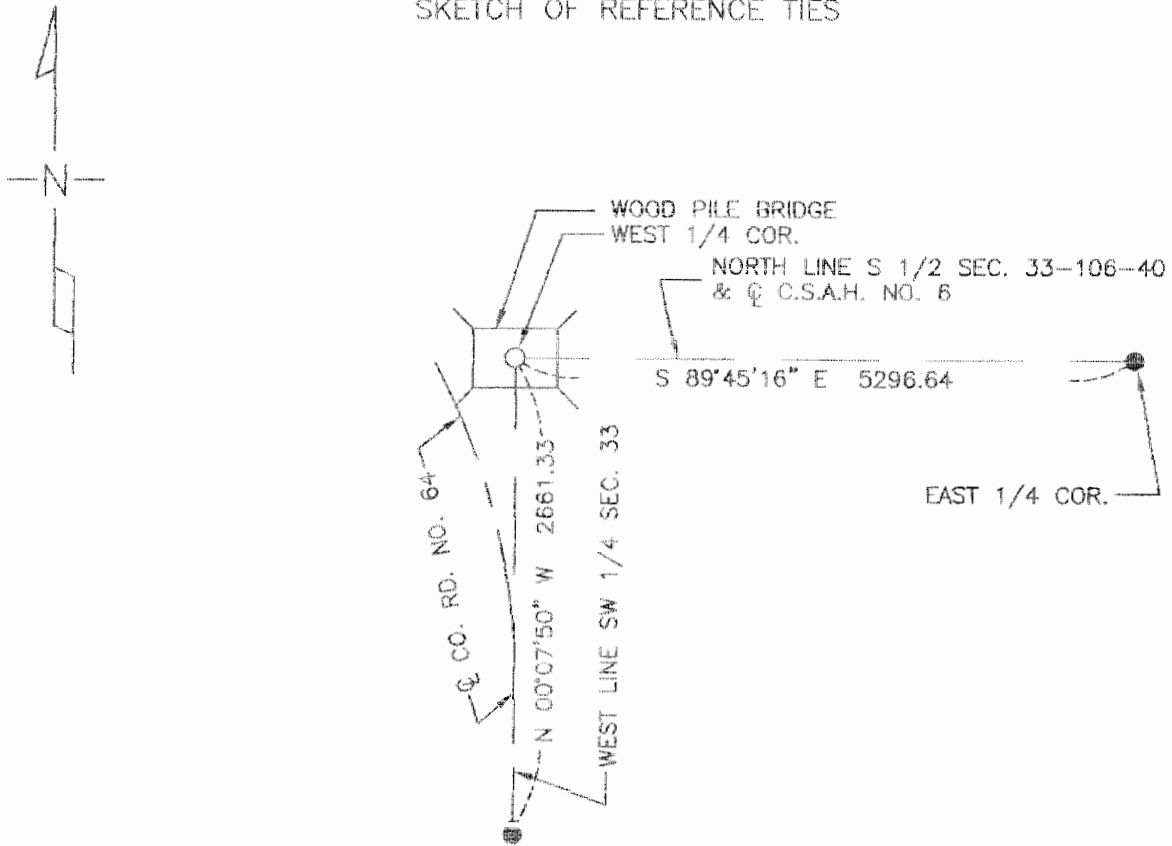 SKETCH OF REFERENCE TIES
N
WOOD PILE BRIDGE
WEST 1/4 COR.
NORTH LINE S 1/2 SEC. 33-106-40
& ℄ C.S.A.H. NO. 6
S 89°45'16" E 5296.64
EAST 1/4 COR.
℄ CO. RD. NO. 64
N 00°07'50" W 2661.33
WEST LINE SW 1/4 SEC. 33